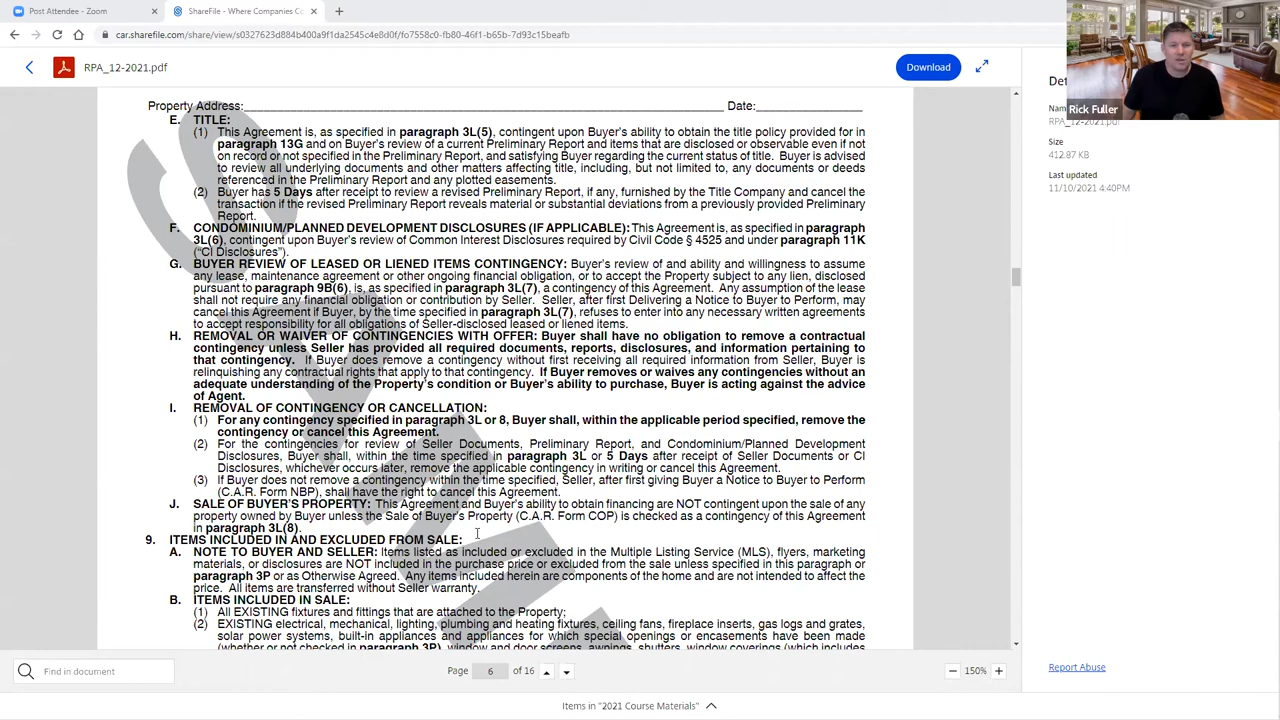 Post Attendee - Zoom
ShareFile - Where Companies Co
car.sharefile.com/share/view/s0327623d884b400a9f1da2545c4e8d0f/fo7558c0-fb80-46f1-b65b-7d93c15beafb
RPA_12-2021.pdf
Download
Rick Fuller
Property Address: Date:
E. TITLE:
(1) This Agreement is, as specified in paragraph 3L(5), contingent upon Buyer's ability to obtain the title policy provided for in
paragraph 13G and on Buyer's review of a current Preliminary Report and items that are disclosed or observable even if not
on record or not specified in the Preliminary Report, and satisfying Buyer regarding the current status of title. Buyer is advised
to review all underlying documents and other matters affecting title, including, but not limited to, any documents or deeds
referenced in the Preliminary Report and any plotted easements.
(2) Buyer has 5 Days after receipt to review a revised Preliminary Report, if any, furnished by the Title Company and cancel the
transaction if the revised Preliminary Report reveals material or substantial deviations from a previously provided Preliminary
Report.
F. CONDOMINIUM/PLANNED DEVELOPMENT DISCLOSURES (IF APPLICABLE): This Agreement is, as specified in paragraph
3L(6), contingent upon Buyer's review of Common Interest Disclosures required by Civil Code § 4525 and under paragraph 11K
("CI Disclosures").
G. BUYER REVIEW OF LEASED OR LIENED ITEMS CONTINGENCY: Buyer's review of and ability and willingness to assume
any lease, maintenance agreement or other ongoing financial obligation, or to accept the Property subject to any lien, disclosed
pursuant to paragraph 9B(6), is, as specified in paragraph 3L(7), a contingency of this Agreement. Any assumption of the lease
shall not require any financial obligation or contribution by Seller. Seller, after first Delivering a Notice to Buyer to Perform, may
cancel this Agreement if Buyer, by the time specified in paragraph 3L(7), refuses to enter into any necessary written agreements
to accept responsibility for all obligations of Seller-disclosed leased or liened items.
H. REMOVAL OR WAIVER OF CONTINGENCIES WITH OFFER: Buyer shall have no obligation to remove a contractual
contingency unless Seller has provided all required documents, reports, disclosures, and information pertaining to
that contingency. If Buyer does remove a contingency without first receiving all required information from Seller, Buyer is
relinquishing any contractual rights that apply to that contingency. If Buyer removes or waives any contingencies without an
adequate understanding of the Property's condition or Buyer's ability to purchase, Buyer is acting against the advice
of Agent.
I. REMOVAL OF CONTINGENCY OR CANCELLATION:
(1) For any contingency specified in paragraph 3L or 8, Buyer shall, within the applicable period specified, remove the
contingency or cancel this Agreement.
(2) For the contingencies for review of Seller Documents, Preliminary Report, and Condominium/Planned Development
Disclosures, Buyer shall, within the time specified in paragraph 3L or 5 Days after receipt of Seller Documents or CI
Disclosures, whichever occurs later, remove the applicable contingency in writing or cancel this Agreement.
(3) If Buyer does not remove a contingency within the time specified, Seller, after first giving Buyer a Notice to Buyer to Perform
(C.A.R. Form NBP), shall have the right to cancel this Agreement.
J. SALE OF BUYER'S PROPERTY: This Agreement and Buyer's ability to obtain financing are NOT contingent upon the sale of any
property owned by Buyer unless the Sale of Buyer's Property (C.A.R. Form COP) is checked as a contingency of this Agreement
in paragraph 3L(8).
9. ITEMS INCLUDED IN AND EXCLUDED FROM SALE:
A. NOTE TO BUYER AND SELLER: Items listed as included or excluded in the Multiple Listing Service (MLS), flyers, marketing
materials, or disclosures are NOT included in the purchase price or excluded from the sale unless specified in this paragraph or
paragraph 3P or as Otherwise Agreed. Any items included herein are components of the home and are not intended to affect the
price. All items are transferred without Seller warranty.
B. ITEMS INCLUDED IN SALE:
(1) All EXISTING fixtures and fittings that are attached to the Property;
(2) EXISTING electrical, mechanical, lighting, plumbing and heating fixtures, ceiling fans, fireplace inserts, gas logs and grates,
solar power systems, built-in appliances and appliances for which special openings or encasements have been made
(whether or not checked in paragraph 3P), window and door screens, awnings, shutters, window coverings (which includes
Det
Nam
RPA_12-2021.pdf
Size
412.87 KB
Last updated
11/10/2021 4:40PM
Report Abuse
Find in document
Page 6 of 16
150%
Items in "2021 Course Materials"